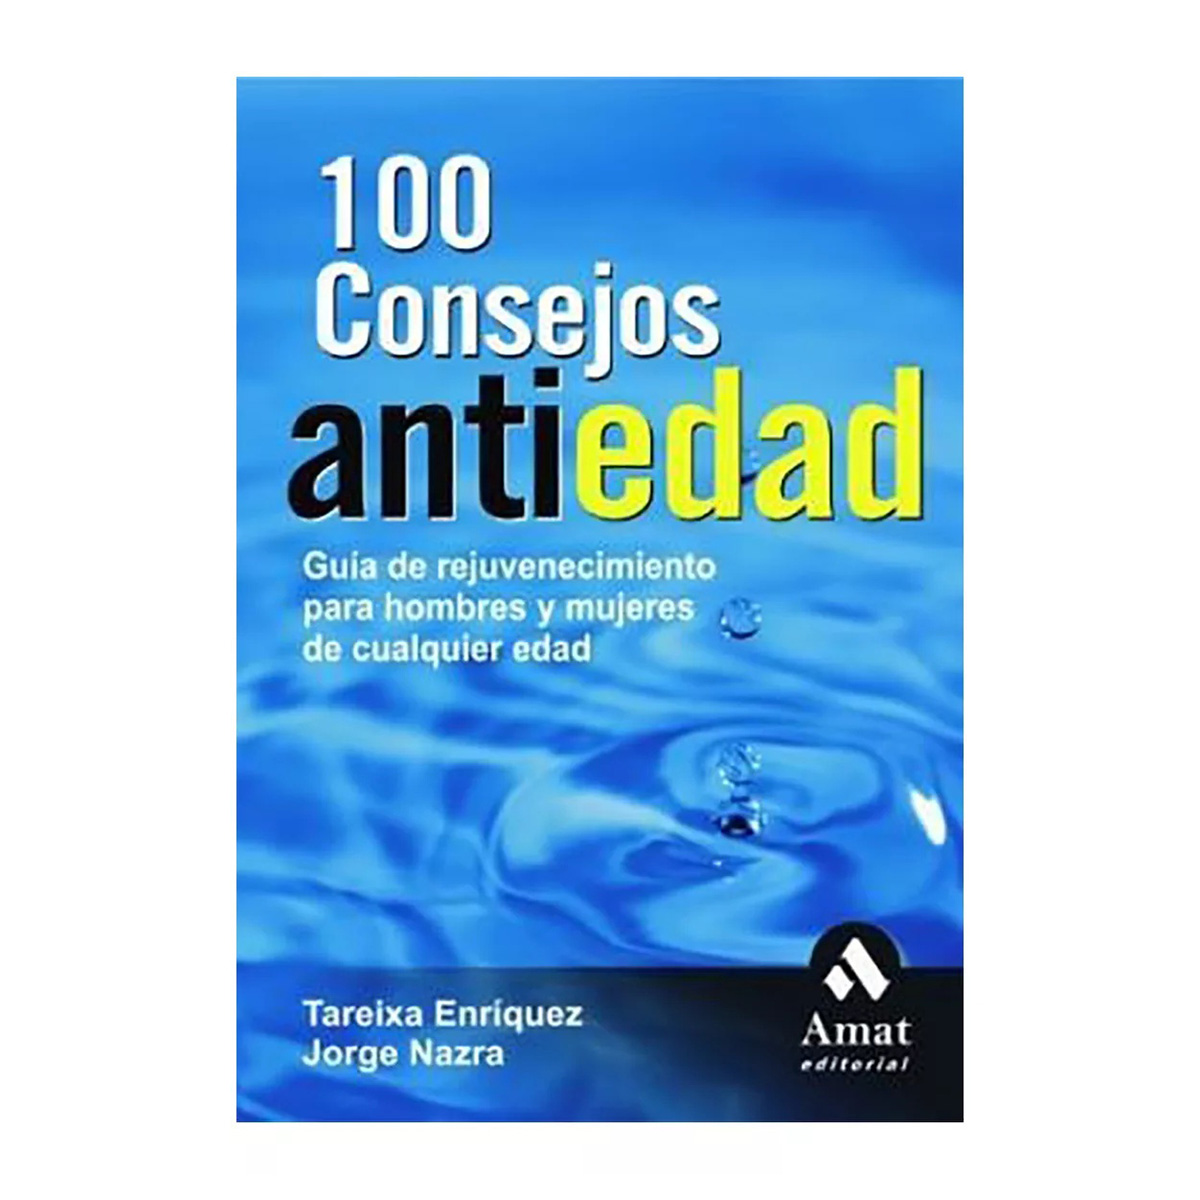 100
Consejos
antiedad
Guía de rejuvenecimiento
para hombres y mujeres
de cualquier edad
Tareixa Enríquez
Jorge Nazra
Amat
editorial